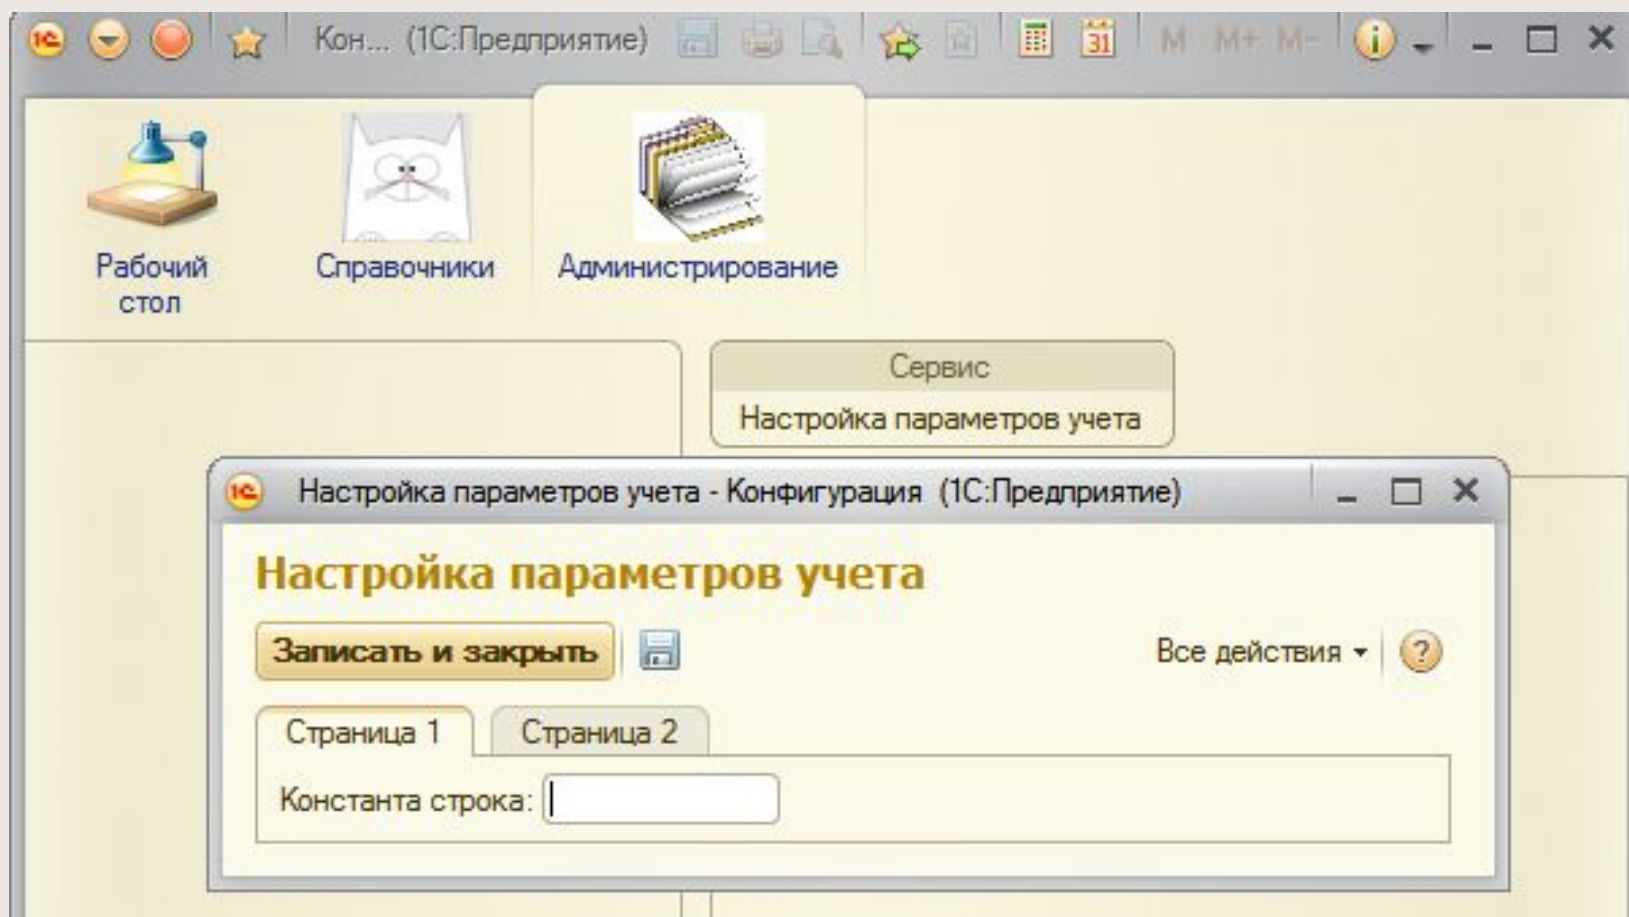 Кон... (1С:Предприятие) M M+ M-
31
Рабочий
стол
Справочники
Администрирование
Сервис
Настройка параметров учета
Настройка параметров учета - Конфигурация (1С:Предприятие)
Настройка параметров учета
Записать и закрыть
Все действия
Страница 1
Страница 2
Константа строка: